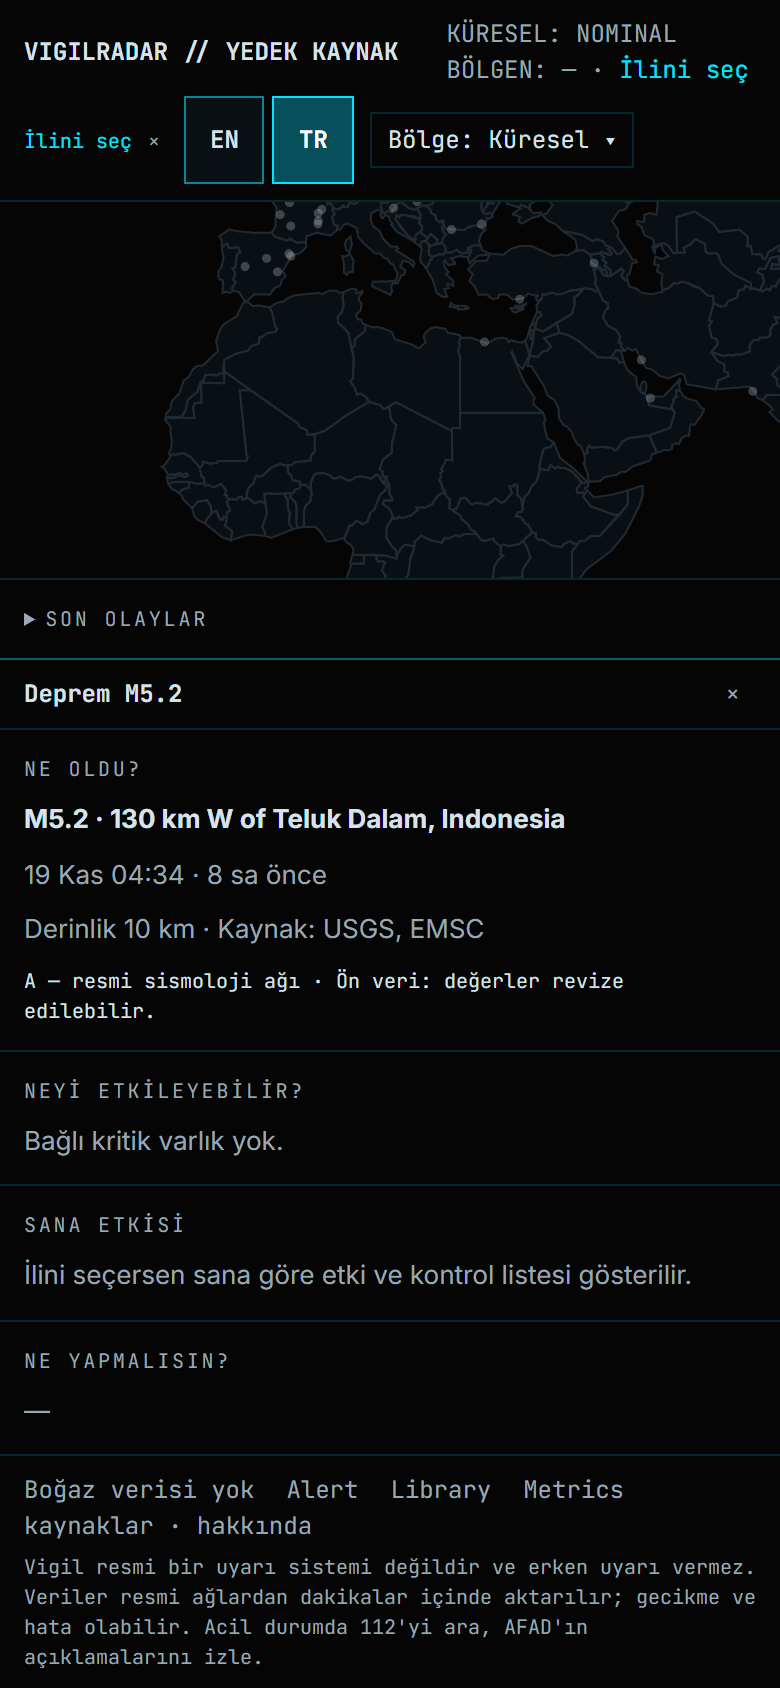 VIGILRADAR // YEDEK KAYNAK
KÜRESEL: NOMINAL
BÖLGEN: — · İlini seç
İlini seç ×
EN
TR
Bölge: Küresel ▾
▶ SON OLAYLAR
Deprem M5.2 ×
NE OLDU?
M5.2 · 130 km W of Teluk Dalam, Indonesia
19 Kas 04:34 · 8 sa önce
Derinlik 10 km · Kaynak: USGS, EMSC
A — resmi sismoloji ağı · Ön veri: değerler revize
edilebilir.
NEYİ ETKİLEYEBİLİR?
Bağlı kritik varlık yok.
SANA ETKİSİ
İlini seçersen sana göre etki ve kontrol listesi gösterilir.
NE YAPMALISIN?
—
Boğaz verisi yok Alert Library Metrics
kaynaklar · hakkında
Vigil resmi bir uyarı sistemi değildir ve erken uyarı vermez.
Veriler resmi ağlardan dakikalar içinde aktarılır; gecikme ve
hata olabilir. Acil durumda 112'yi ara, AFAD'ın
açıklamalarını izle.